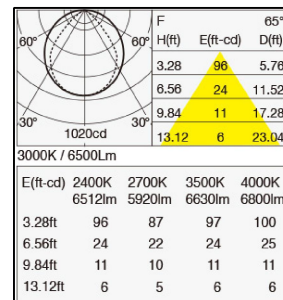 60° 60°
30° 30°
1020cd
F 65°
H(ft) E(ft-cd) D(ft)
3.28 96 5.76
6.56 24 11.52
9.84 11 17.28
13.12 6 23.04
3000K / 6500Lm
E(ft-cd) 2400K 2700K 3500K 4000K
6512lm 5920lm 6630lm 6800lm
3.28ft 96 87 97 100
6.56ft 24 22 24 25
9.84ft 11 10 11 11
13.12ft 6 5 6 6